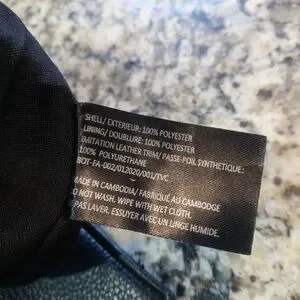 SHELL/ EXTERIEUR: 100% POLYESTER
LINING/ DOUBLURE: 100% POLYESTER
IMITATION LEATHER TRIM/ PASSE-POIL SYNTHETIQUE:
100% POLYURETHANE
BOT-FA-002/012020/001/TVC
MADE IN CAMBODIA/ FABRIQUÉ AU CAMBODGE
DO NOT WASH. WIPE WITH WET CLOTH.
PAS LAVER. ESSUYER AVEC UN LINGE HUMIDE.